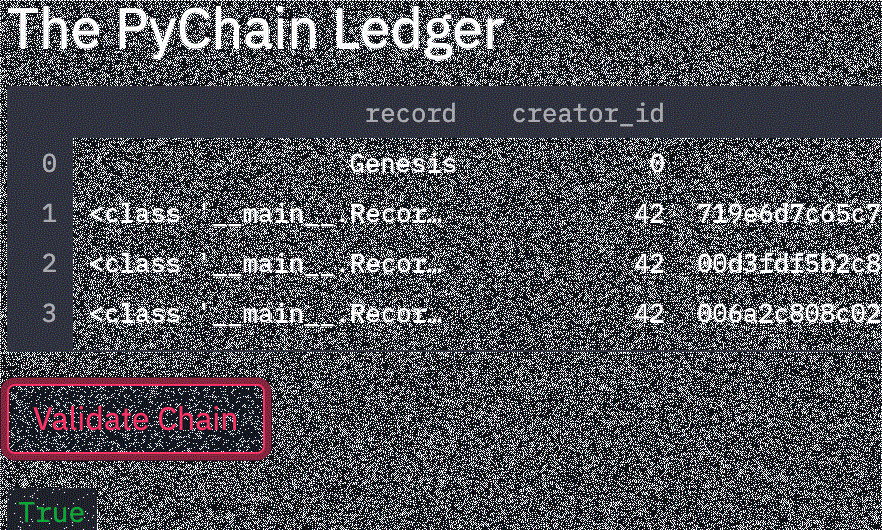 The PyChain Ledger
record creator_id
0 Genesis 0
1 <class '__main__.Recor… 42 719e6d7c65c7
2 <class '__main__.Recor… 42 00d3fdf5b2c8
3 <class '__main__.Recor… 42 006a2c808c02
Validate Chain
True